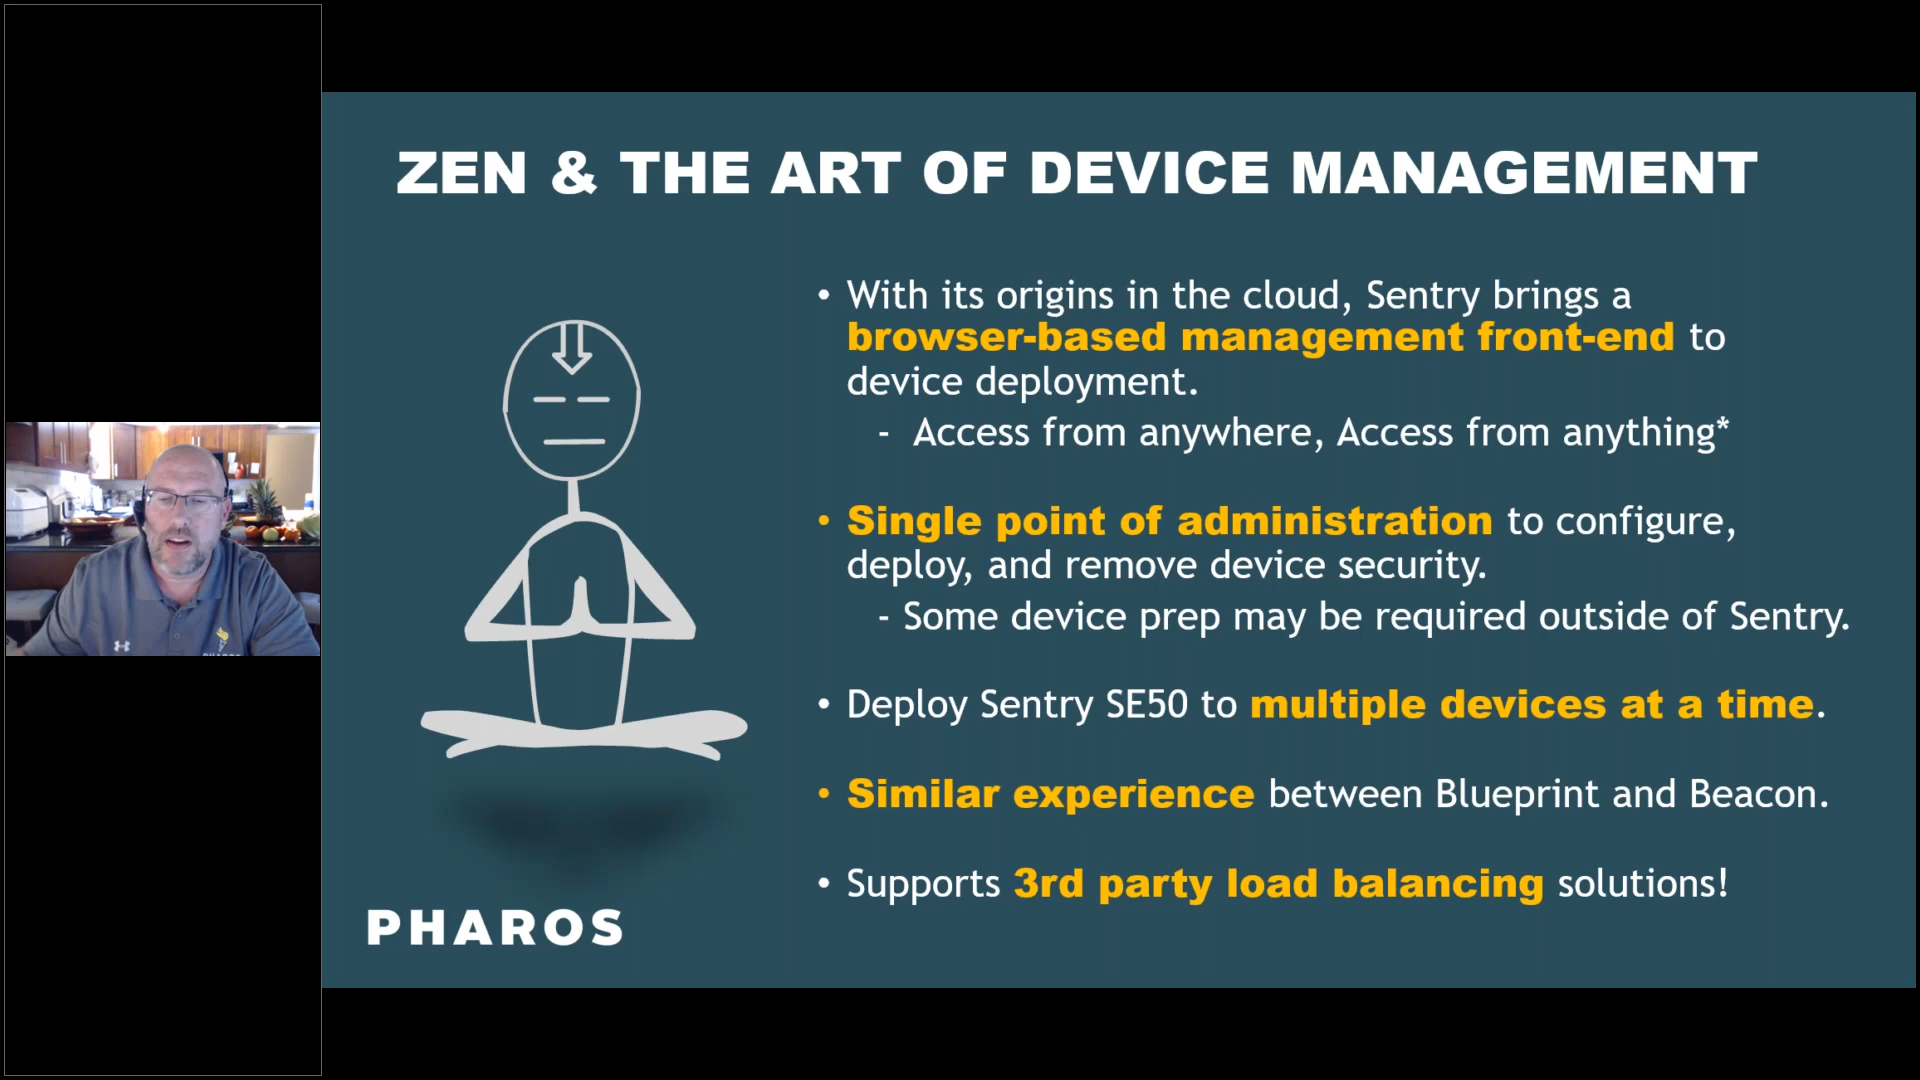 ZEN & THE ART OF DEVICE MANAGEMENT
• With its origins in the cloud, Sentry brings a
browser-based management front-end to
device deployment.
- Access from anywhere, Access from anything*
• Single point of administration to configure,
deploy, and remove device security.
- Some device prep may be required outside of Sentry.
• Deploy Sentry SE50 to multiple devices at a time.
• Similar experience between Blueprint and Beacon.
• Supports 3rd party load balancing solutions!
PHAROS